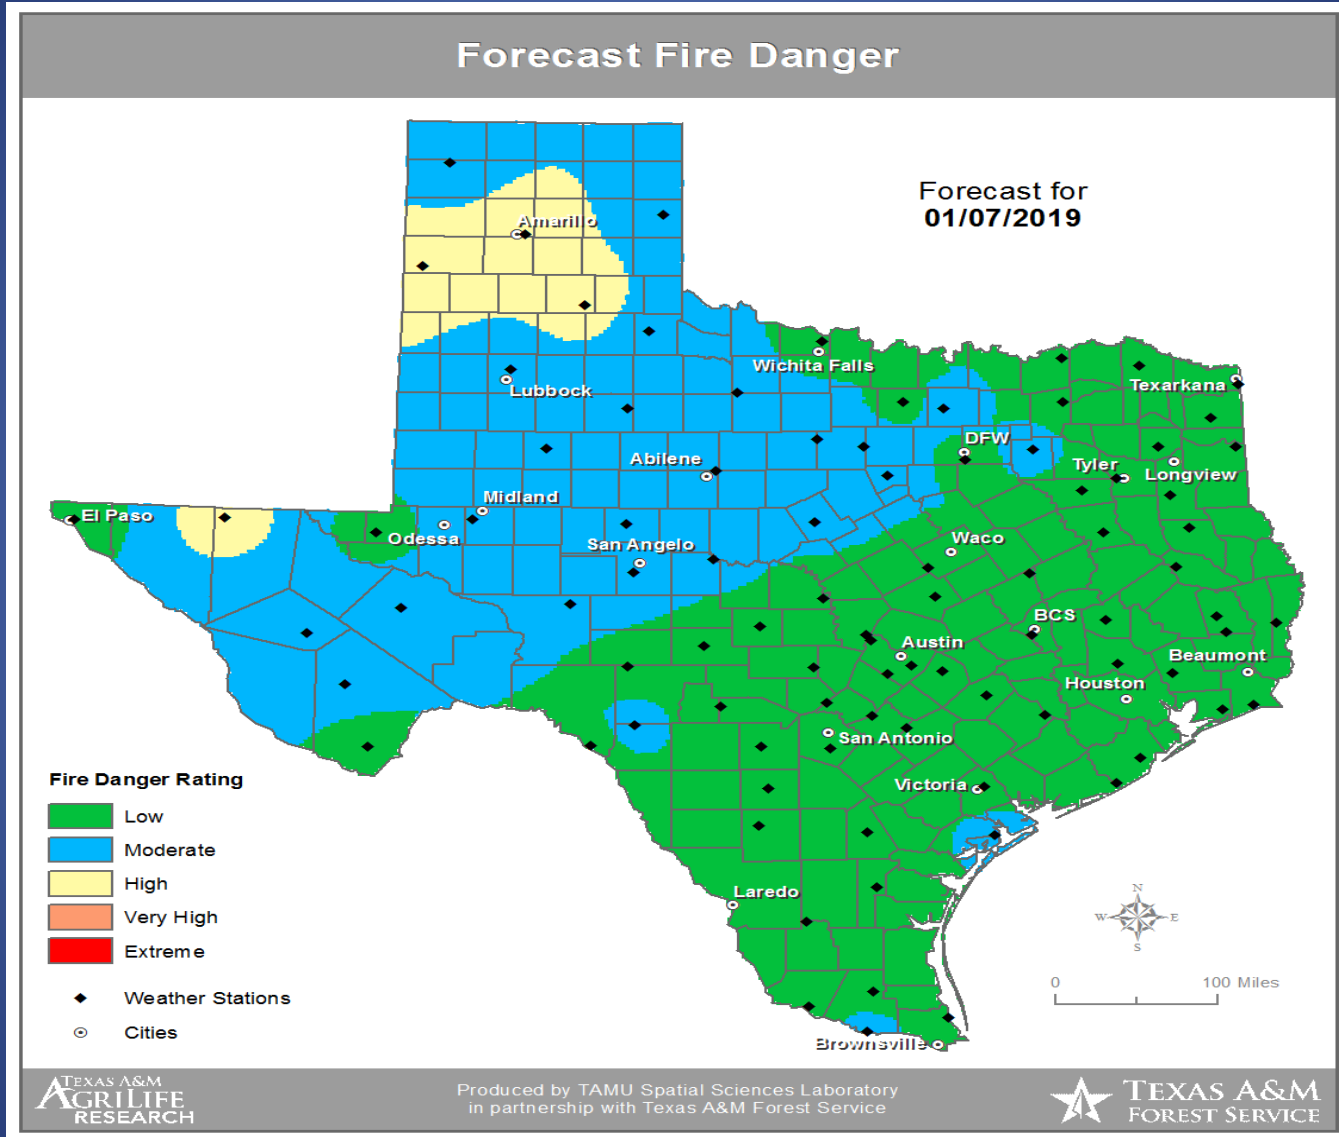 Forecast Fire Danger
Forecast for
01/07/2019
Amarillo
Wichita Falls
Lubbock
Texarkana
DFW
Abilene
Tyler
Longview
Midland
El Paso
Odessa
San Angelo
Waco
BCS
Austin
Beaumont
Houston
San Antonio
Victoria
Laredo
Brownsville
Fire Danger Rating
Low
Moderate
High
Very High
Extreme
Weather Stations
Cities
N
W E
S
0 100 Miles
TEXAS A&M
AGRILIFE
RESEARCH
Produced by TAMU Spatial Sciences Laboratory
in partnership with Texas A&M Forest Service
TEXAS A&M
FOREST SERVICE